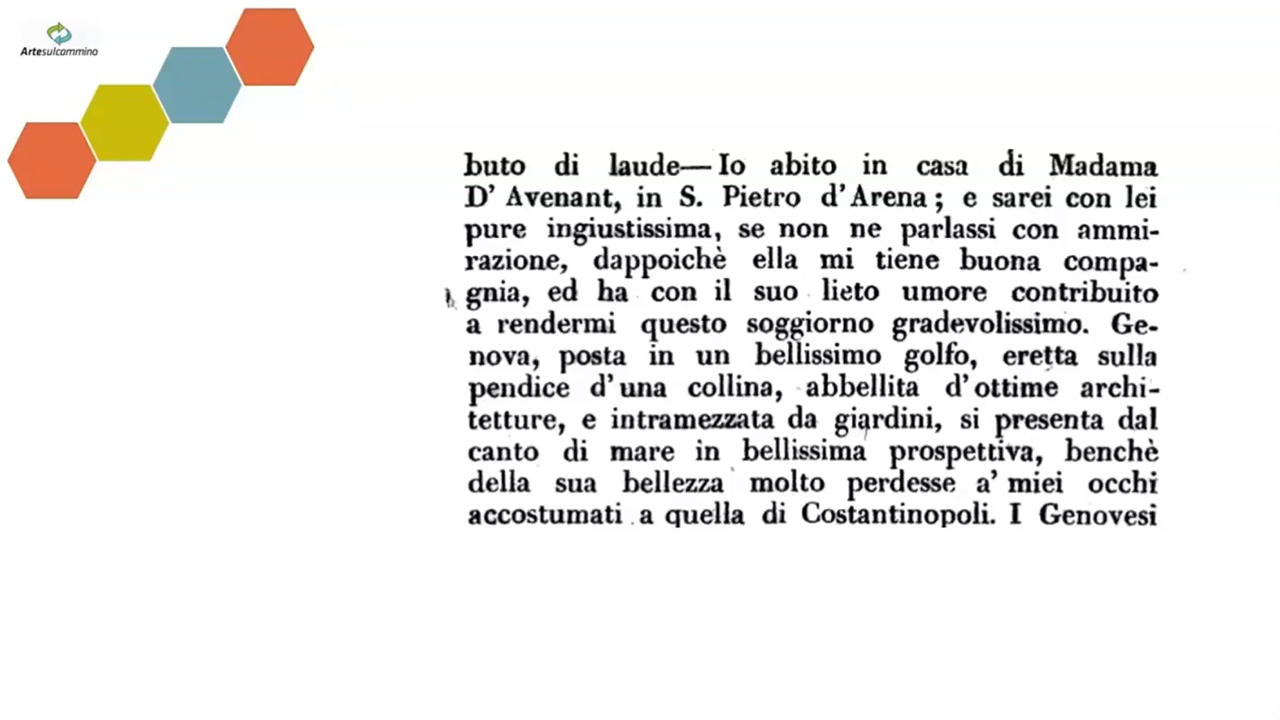 Artesulcammino
buto di laude—Io abito in casa di Madama
D' Avenant, in S. Pietro d'Arena; e sarei con lei
pure ingiustissima, se non ne parlassi con ammi-
razione, dappoichè ella mi tiene buona compa-
gnia, ed ha con il suo lieto umore contribuito
a rendermi questo soggiorno gradevolissimo. Ge-
nova, posta in un bellissimo golfo, eretta sulla
pendice d'una collina, abbellita d'ottime archi-
tetture, e intramezzata da giardini, si presenta dal
canto di mare in bellissima prospettiva, benchè
della sua bellezza molto perdesse a' miei occhi
accostumati a quella di Costantinopoli. I Genovesi